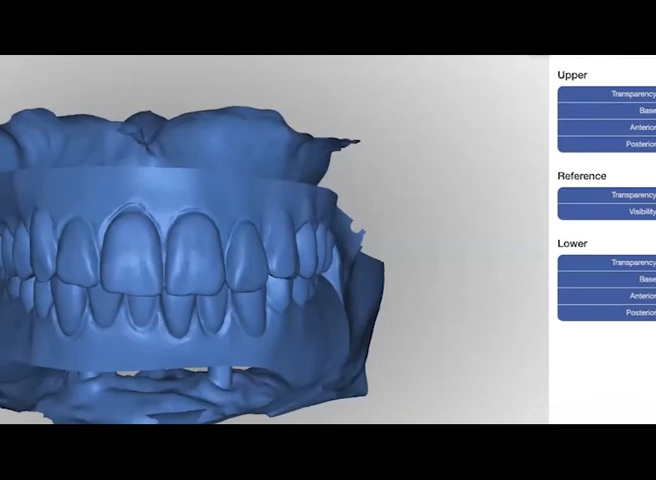 Upper
Transparency
Base
Anterior
Posterior
Reference
Transparency
Visibility
Lower
Transparency
Base
Anterior
Posterior